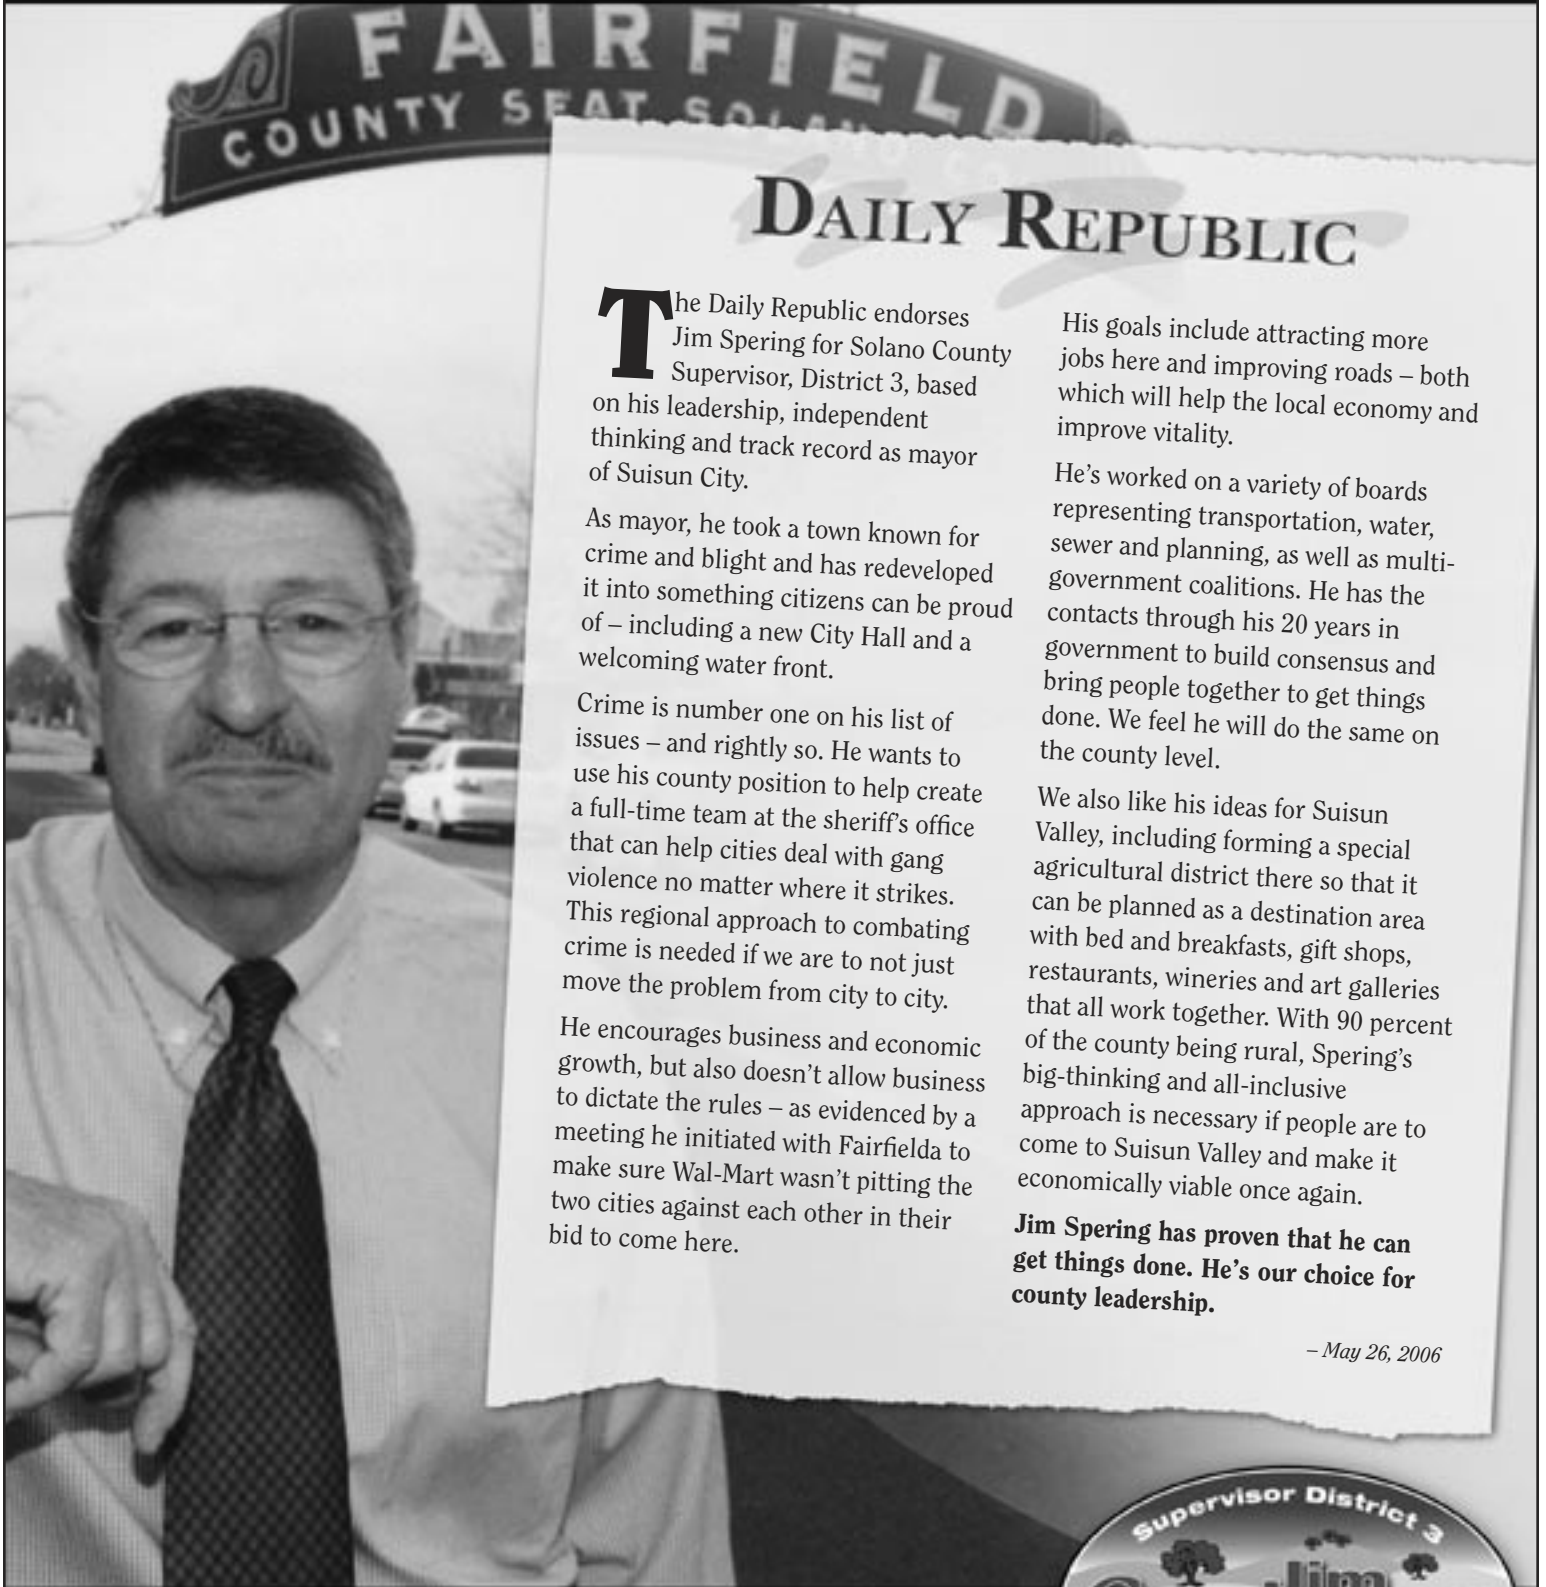 FAIRFIELD
COUNTY SEAT SOLANO CO
DAILY REPUBLIC
The Daily Republic endorses
Jim Spering for Solano County
Supervisor, District 3, based
on his leadership, independent
thinking and track record as mayor
of Suisun City.
As mayor, he took a town known for
crime and blight and has redeveloped
it into something citizens can be proud
of – including a new City Hall and a
welcoming water front.
Crime is number one on his list of
issues – and rightly so. He wants to
use his county position to help create
a full-time team at the sheriff's office
that can help cities deal with gang
violence no matter where it strikes.
This regional approach to combating
crime is needed if we are to not just
move the problem from city to city.
He encourages business and economic
growth, but also doesn't allow business
to dictate the rules – as evidenced by a
meeting he initiated with Fairfielda to
make sure Wal-Mart wasn't pitting the
two cities against each other in their
bid to come here.
His goals include attracting more
jobs here and improving roads – both
which will help the local economy and
improve vitality.
He's worked on a variety of boards
representing transportation, water,
sewer and planning, as well as multi-
government coalitions. He has the
contacts through his 20 years in
government to build consensus and
bring people together to get things
done. We feel he will do the same on
the county level.
We also like his ideas for Suisun
Valley, including forming a special
agricultural district there so that it
can be planned as a destination area
with bed and breakfasts, gift shops,
restaurants, wineries and art galleries
that all work together. With 90 percent
of the county being rural, Spering's
big-thinking and all-inclusive
approach is necessary if people are to
come to Suisun Valley and make it
economically viable once again.
Jim Spering has proven that he can
get things done. He's our choice for
county leadership.
– May 26, 2006
Supervisor District 3
Jim